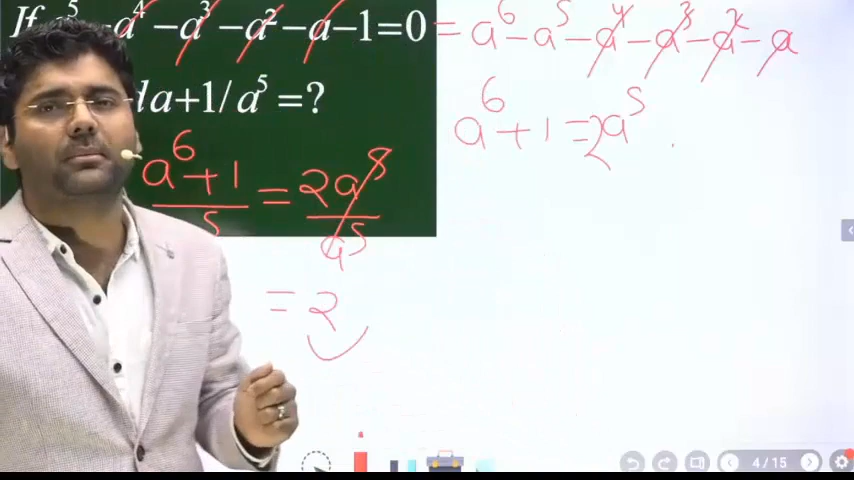 If a⁵ - a⁴ - a³ - a² - a - 1 = 0 = a⁶ - a⁵ - a⁴ - a³ - a² - a
a + 1/a⁵ = ?
a⁶ + 1 = 2a⁵
a⁶ + 1 / 5 = 2a⁵ / a⁵
= 2
4 / 15